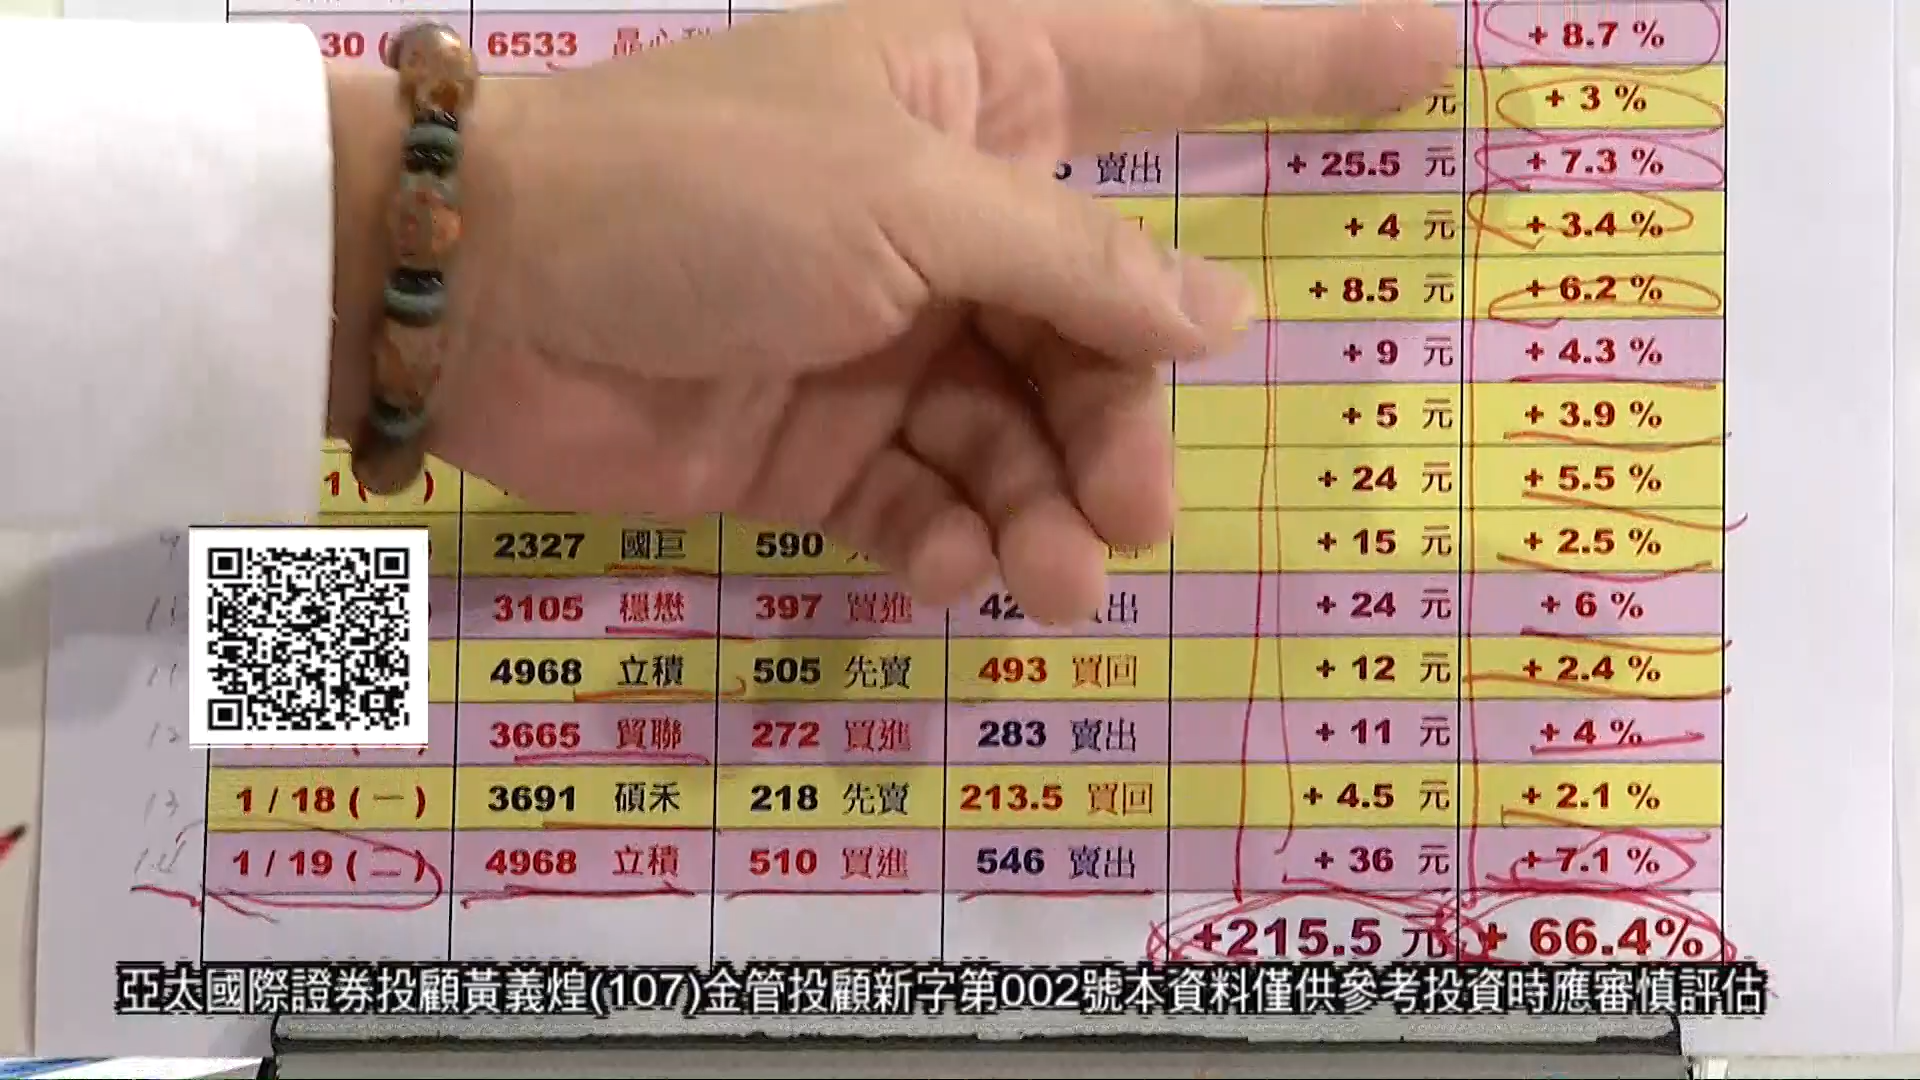 30 ( 6533 + 8.7 %
元 + 3 %
賣出 + 25.5 元 + 7.3 %
+ 4 元 + 3.4 %
+ 8.5 元 + 6.2 %
+ 9 元 + 4.3 %
+ 5 元 + 3.9 %
1 ( ) + 24 元 + 5.5 %
2327 國巨 590 + 15 元 + 2.5 %
3105 穩懋 397 買進 出 + 24 元 + 6 %
11 4968 立積 505 先賣 493 買回 + 12 元 + 2.4 %
12 3665 貿聯 272 買進 283 賣出 + 11 元 + 4 %
13 1 / 18 ( 一 ) 3691 碩禾 218 先賣 213.5 買回 + 4.5 元 + 2.1 %
1 / 19 ( 二 ) 4968 立積 510 買進 546 賣出 + 36 元 + 7.1 %
+215.5 元 + 66.4%
亞太國際證券投顧黃義煌(107)金管投顧新字第002號本資料僅供參考投資時應審慎評估